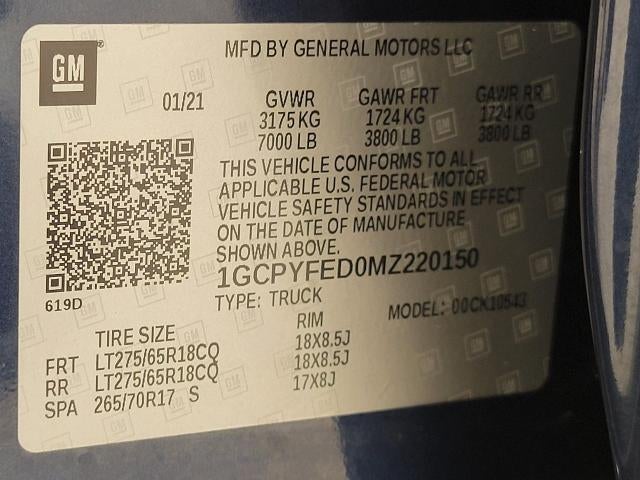 GM
MFD BY GENERAL MOTORS LLC
01/21
GVWR GAWR FRT GAWR RR
3175 KG 1724 KG 1724 KG
7000 LB 3800 LB 3800 LB
THIS VEHICLE CONFORMS TO ALL
APPLICABLE U.S. FEDERAL MOTOR
VEHICLE SAFETY STANDARDS IN EFFECT
ON THE DATE OF MANUFACTURE
SHOWN ABOVE.
1GCPYFED0MZ220150
619D
TYPE: TRUCK MODEL: 00CK10543
TIRE SIZE RIM
FRT LT275/65R18CQ 18X8.5J
RR LT275/65R18CQ 18X8.5J
SPA 265/70R17 S 17X8J